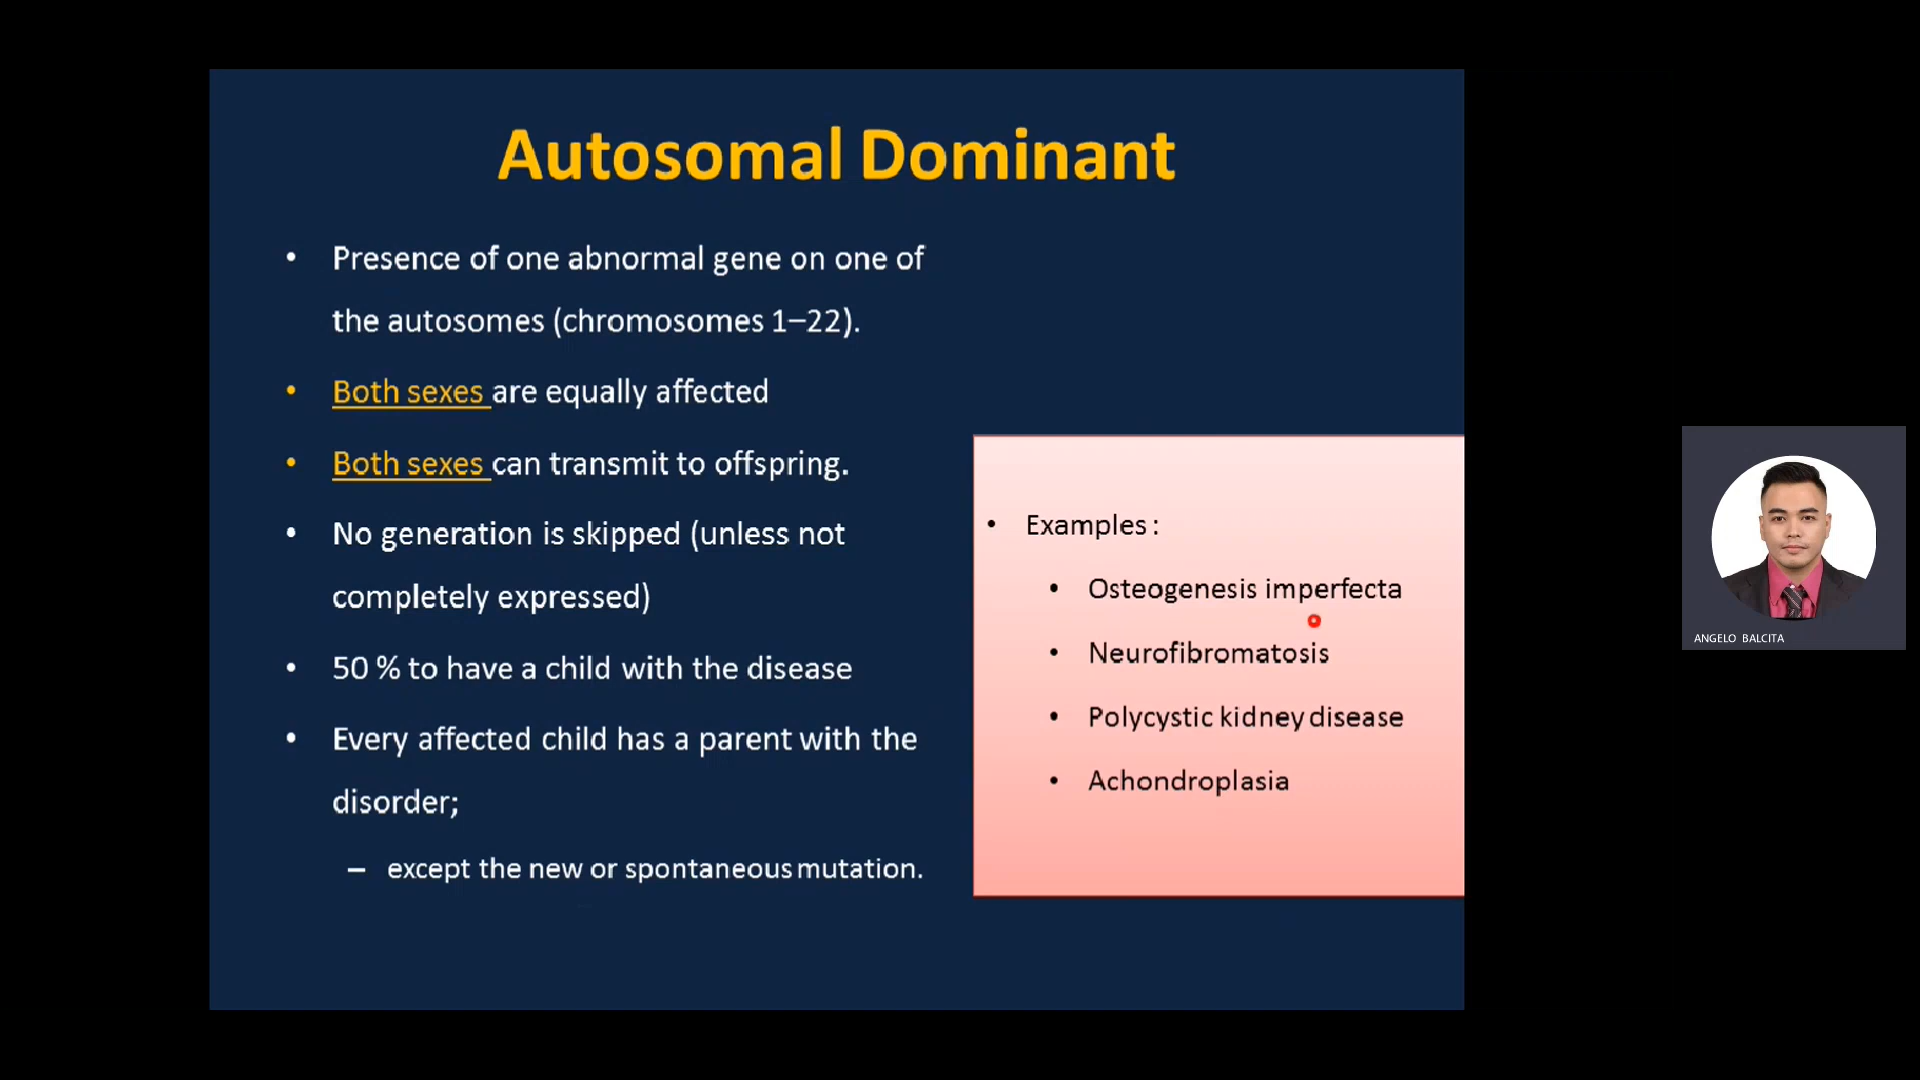 Autosomal Dominant
• Presence of one abnormal gene on one of
the autosomes (chromosomes 1–22).
• Both sexes are equally affected
• Both sexes can transmit to offspring.
• No generation is skipped (unless not
completely expressed)
• 50 % to have a child with the disease
• Every affected child has a parent with the
disorder;
– except the new or spontaneous mutation.
• Examples :
• Osteogenesis imperfecta
• Neurofibromatosis
• Polycystic kidney disease
• Achondroplasia
ANGELO BALCITA